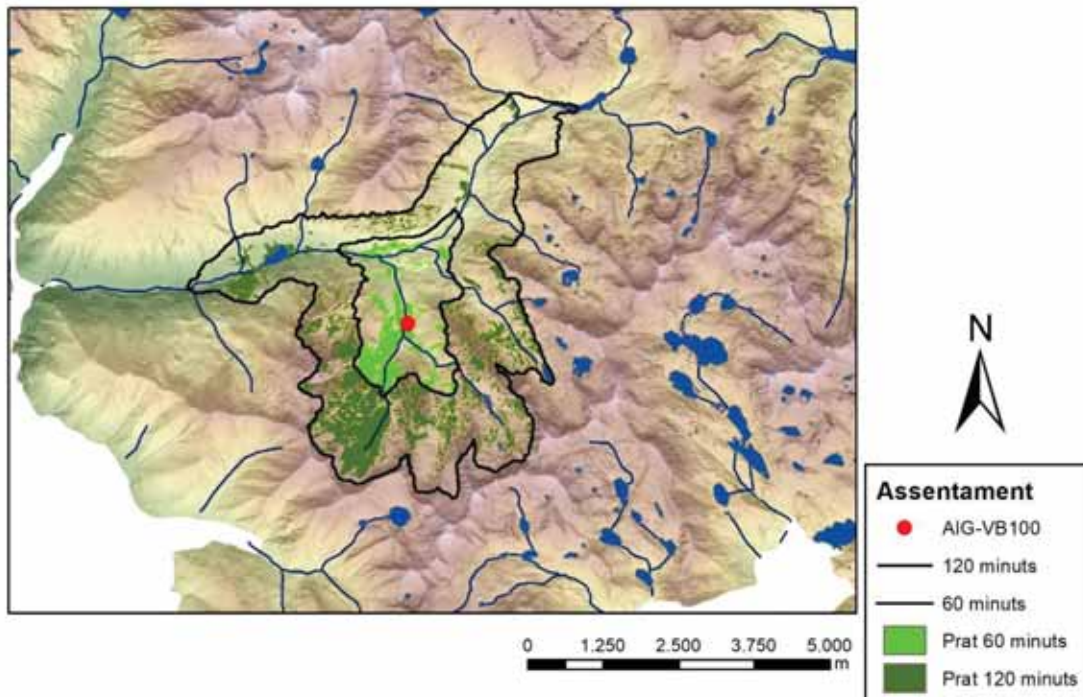 N
Assentament
AIG-VB100
120 minuts
60 minuts
Prat 60 minuts
Prat 120 minuts
0 1.250 2.500 3.750 5.000
m